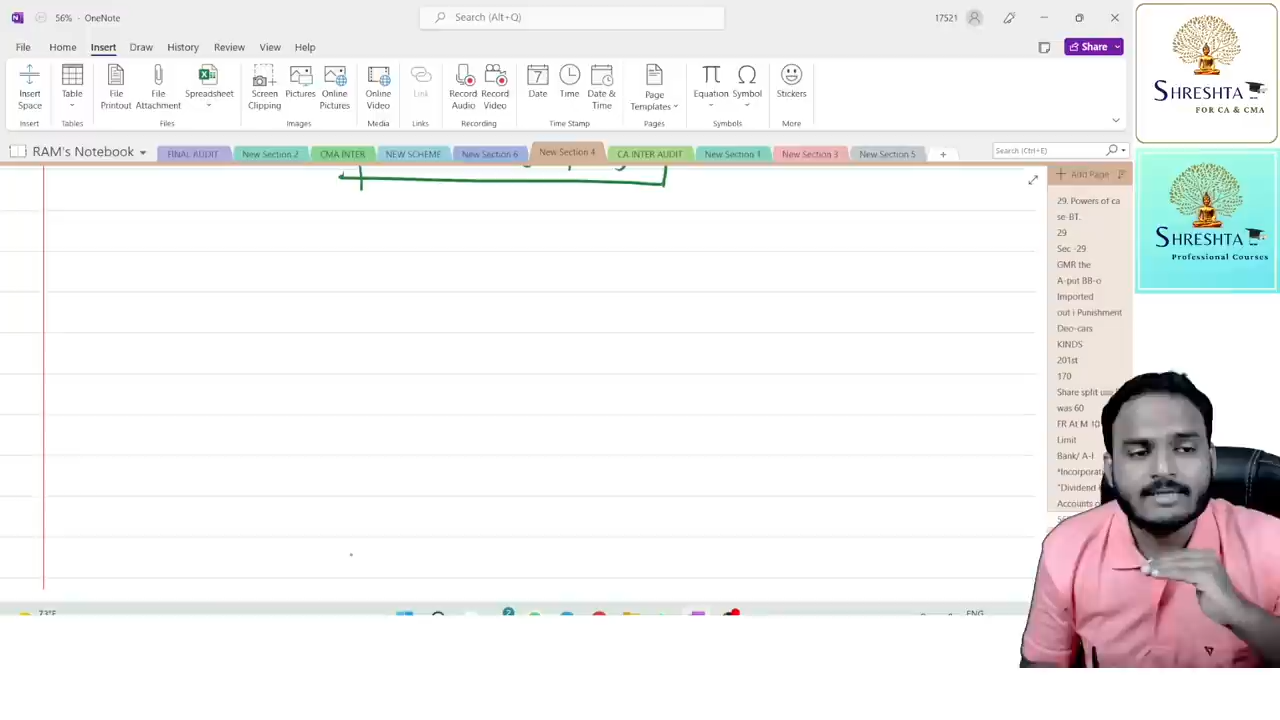 56% - OneNote
Search (Alt+Q)
17521
File Home Insert Draw History Review View Help
Share
Insert Space
Table
File Printout
File Attachment
Spreadsheet
Screen Clipping
Pictures
Online Pictures
Online Video
Link
Record Audio
Record Video
Date
Time
Date & Time
Page Templates
Equation
Symbol
Stickers
Insert Tables Files Images Media Links Recording Time Stamp Pages Symbols More
RAM's Notebook
FINAL AUDIT
New Section 2
CMA INTER
NEW SCHEME
New Section 6
New Section 4
CA INTER AUDIT
New Section 1
New Section 3
New Section 5
Search (Ctrl+E)
Add Page
29. Powers of ca
se-BT.
29
Sec -29
GMR the
A-put BB-o
Imported
out i Punishment
Deo-cars
KINDS
201st
170
Share split use
was 60
FR At M 10
Limit
Bank/ A-I
*Incorporat
"Dividend
Accounts
73°F
ENG
SHRESHTA
FOR CA & CMA
SHRESHTA
Professional Courses